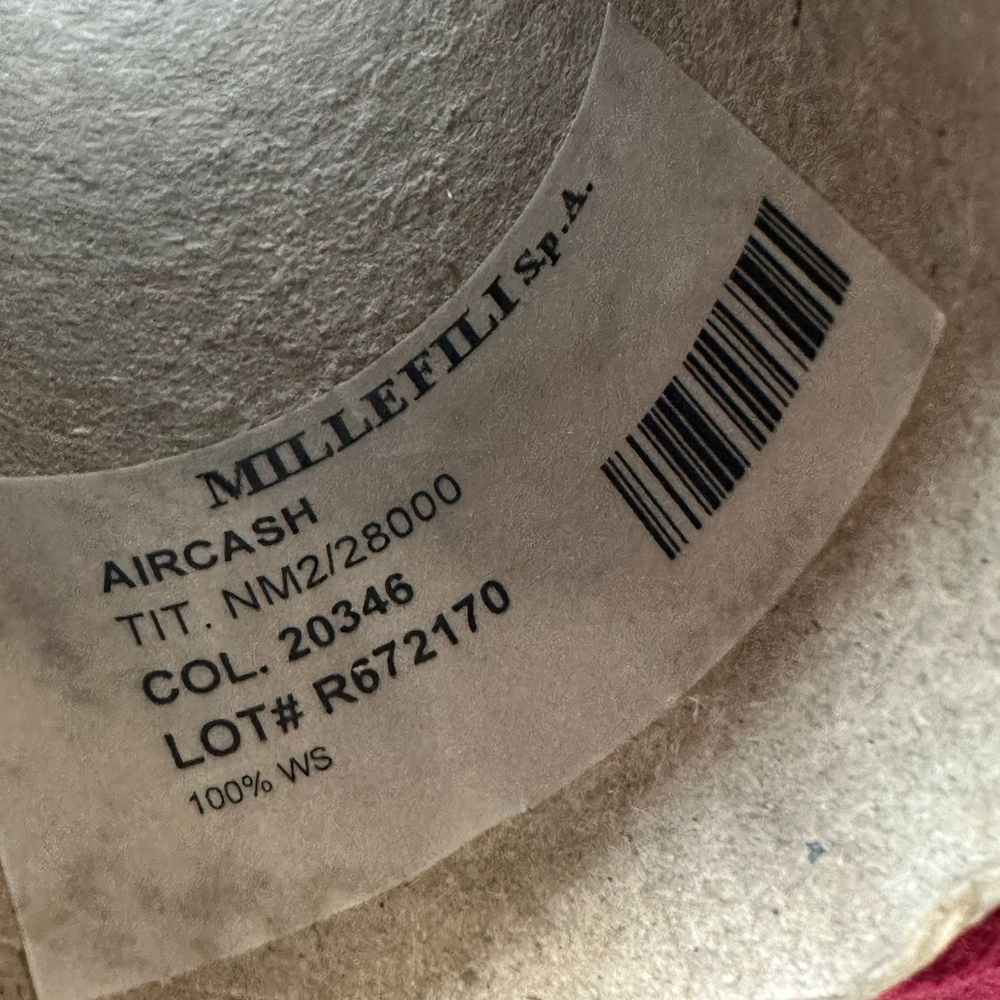 MILLEFILI S.p.A.
AIRCASH
TIT. NM2/28000
COL. 20346
LOT# R672170
100% WS